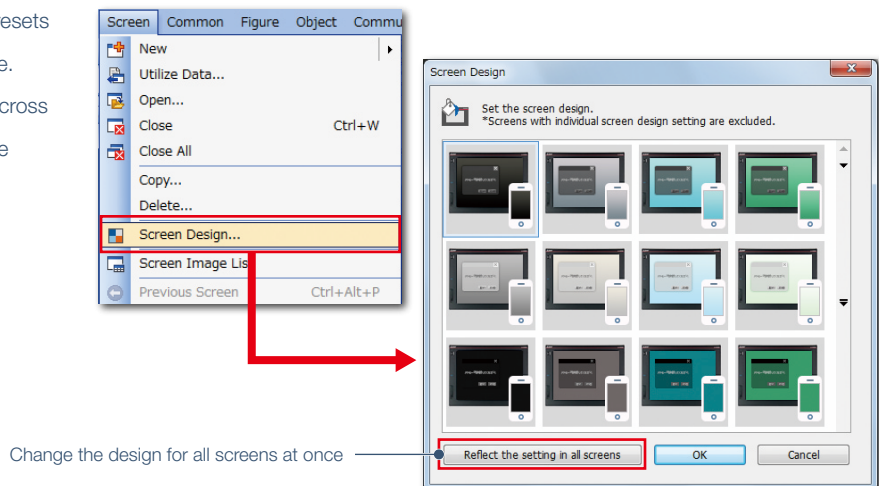 resets
e.
cross
e
Screen Common Figure Object Commu
New
Utilize Data...
Open...
Close Ctrl+W
Close All
Copy...
Delete...
Screen Design...
Screen Image Lis
Previous Screen Ctrl+Alt+P
Screen Design
Set the screen design.
*Screens with individual screen design setting are excluded.
Reflect the setting in all screens OK Cancel
Change the design for all screens at once